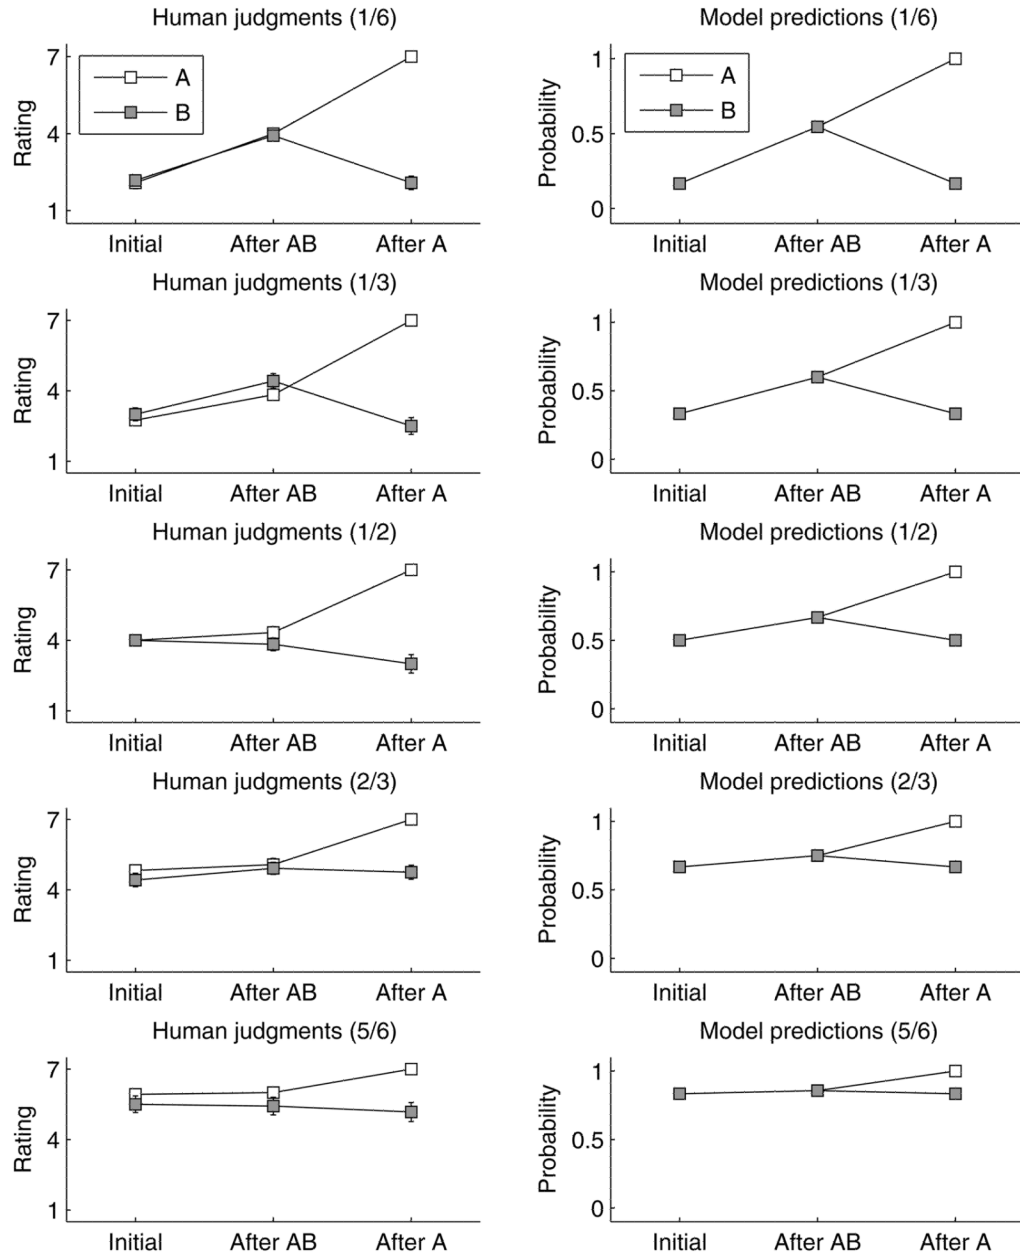 Human judgments (1/6)
7
4
1
Rating
A
B
Initial
After AB
After A
Model predictions (1/6)
1
0.5
0
Probability
A
B
Initial
After AB
After A
Human judgments (1/3)
7
4
1
Rating
Initial
After AB
After A
Model predictions (1/3)
1
0.5
0
Probability
Initial
After AB
After A
Human judgments (1/2)
7
4
1
Rating
Initial
After AB
After A
Model predictions (1/2)
1
0.5
0
Probability
Initial
After AB
After A
Human judgments (2/3)
7
4
1
Rating
Initial
After AB
After A
Model predictions (2/3)
1
0.5
0
Probability
Initial
After AB
After A
Human judgments (5/6)
7
4
1
Rating
Initial
After AB
After A
Model predictions (5/6)
1
0.5
0
Probability
Initial
After AB
After A